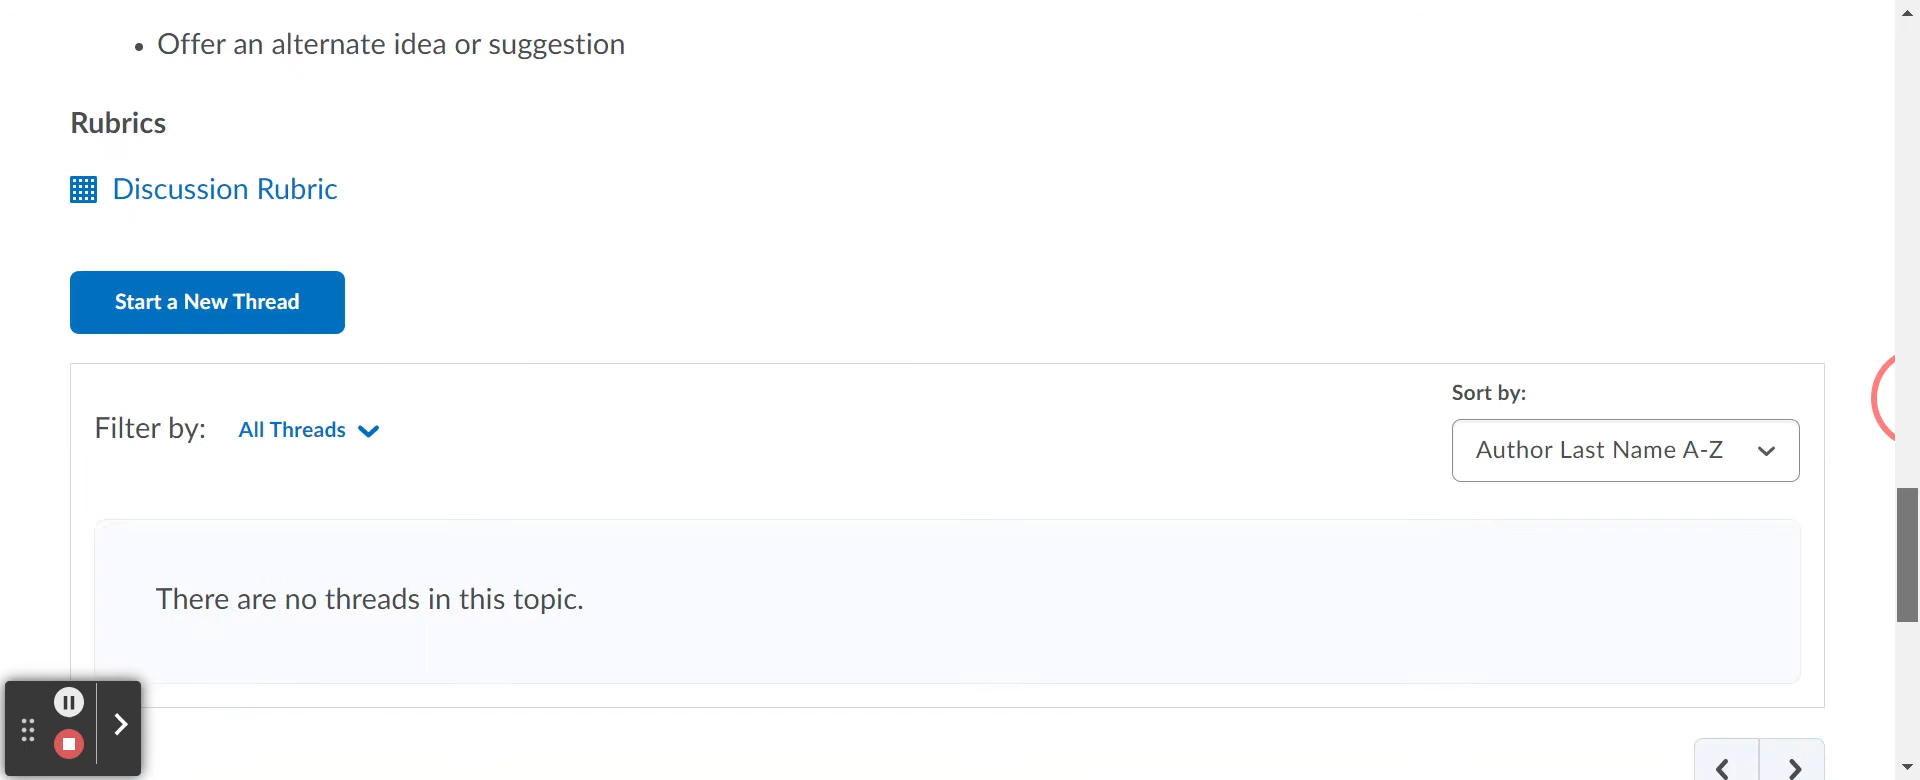 Offer an alternate idea or suggestion
Rubrics
Discussion Rubric
Start a New Thread
Sort by:
Filter by: All Threads
Author Last Name A-Z
There are no threads in this topic.